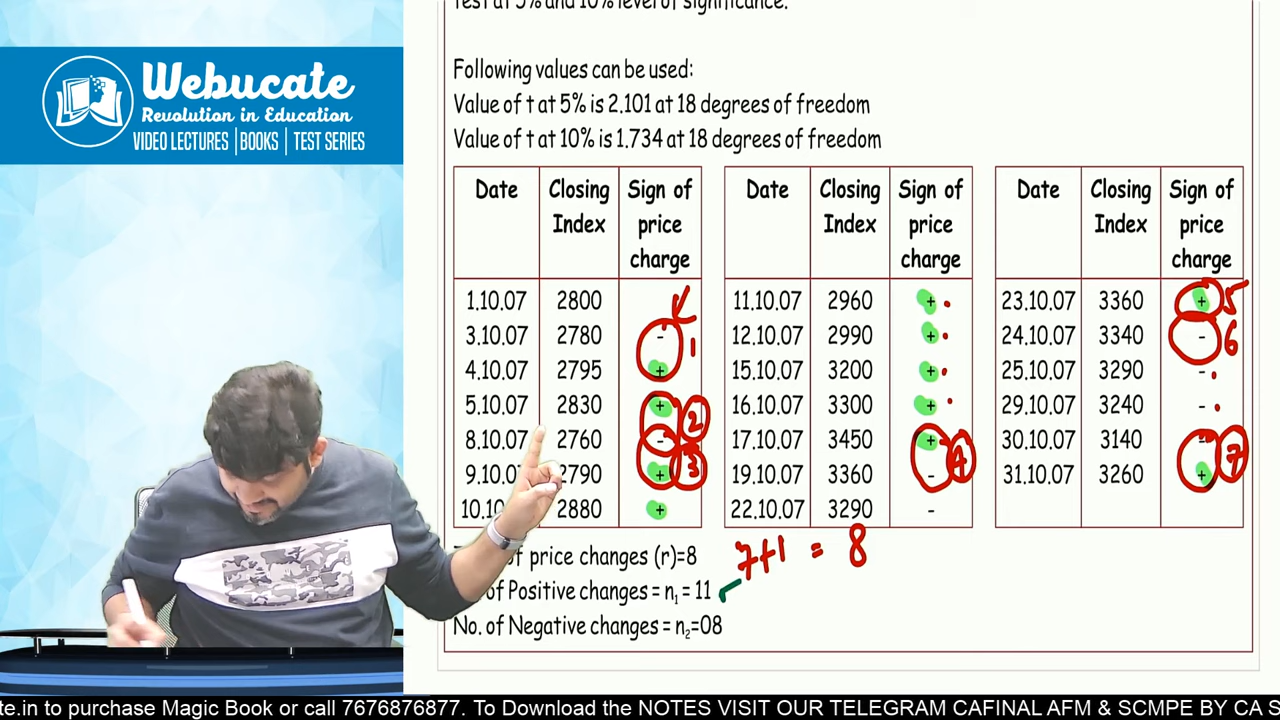 Webucate
Revolution in Education
VIDEO LECTURES | BOOKS | TEST SERIES
Test at 5% and 10% level of significance.
Following values can be used:
Value of t at 5% is 2.101 at 18 degrees of freedom
Value of t at 10% is 1.734 at 18 degrees of freedom
Date Closing Index Sign of price charge
1.10.07 2800
3.10.07 2780 - 1
4.10.07 2795 +
5.10.07 2830 + 2
8.10.07 2760 -
9.10.07 2790 + 3
10.10 2880 +
Date Closing Index Sign of price charge
11.10.07 2960 +
12.10.07 2990 +
15.10.07 3200 +
16.10.07 3300 +
17.10.07 3450 + 4
19.10.07 3360 -
22.10.07 3290 -
Date Closing Index Sign of price charge
23.10.07 3360 + 5
24.10.07 3340 - 6
25.10.07 3290 -
29.10.07 3240 -
30.10.07 3140 - 7
31.10.07 3260 +
of price changes (r)=8
7+1 = 8
of Positive changes = n₁ = 11
No. of Negative changes = n₂=08
te.in to purchase Magic Book or call 7676876877. To Download the NOTES VISIT OUR TELEGRAM CAFINAL AFM & SCMPE BY CA S